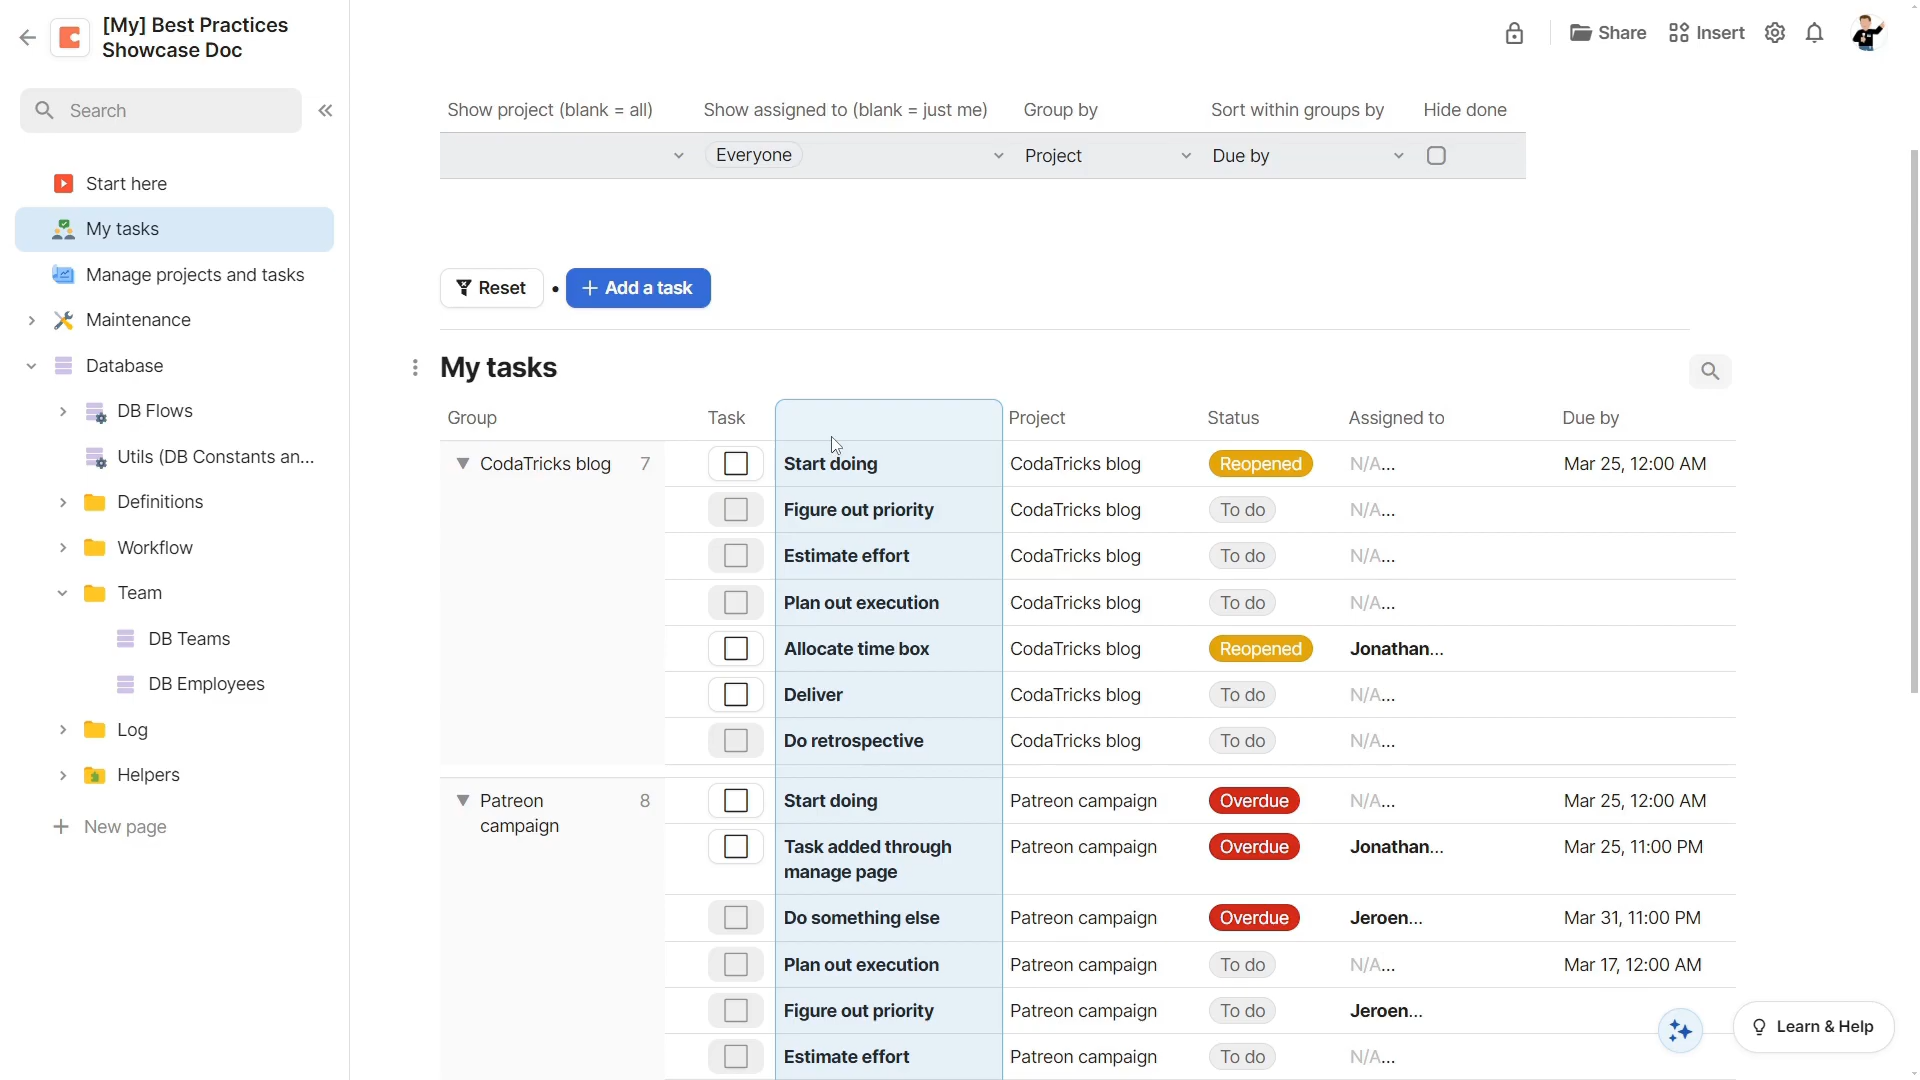 [My] Best Practices
Showcase Doc
Share
Insert
Search
Start here
My tasks
Manage projects and tasks
Maintenance
Database
DB Flows
Utils (DB Constants an...
Definitions
Workflow
Team
DB Teams
DB Employees
Log
Helpers
New page
Show project (blank = all) Show assigned to (blank = just me) Group by Sort within groups by Hide done
Everyone Project Due by
Reset • Add a task
My tasks
Group Task Project Status Assigned to Due by
CodaTricks blog 7 Start doing CodaTricks blog Reopened N/A... Mar 25, 12:00 AM
Figure out priority CodaTricks blog To do N/A...
Estimate effort CodaTricks blog To do N/A...
Plan out execution CodaTricks blog To do N/A...
Allocate time box CodaTricks blog Reopened Jonathan...
Deliver CodaTricks blog To do N/A...
Do retrospective CodaTricks blog To do N/A...
Patreon campaign 8 Start doing Patreon campaign Overdue N/A... Mar 25, 12:00 AM
Task added through manage page Patreon campaign Overdue Jonathan... Mar 25, 11:00 PM
Do something else Patreon campaign Overdue Jeroen... Mar 31, 11:00 PM
Plan out execution Patreon campaign To do N/A... Mar 17, 12:00 AM
Figure out priority Patreon campaign To do Jeroen...
Estimate effort Patreon campaign To do N/A...
Learn & Help